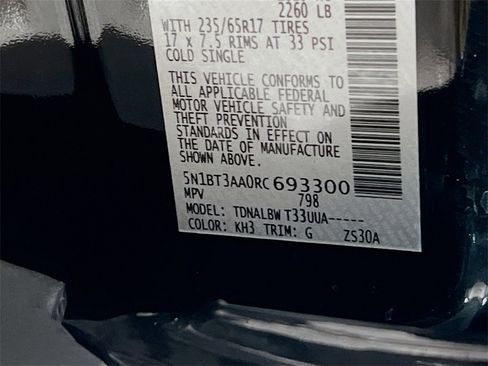 2260 LB
WITH 235/65R17 TIRES
17 x 7.5 RIMS AT 33 PSI
COLD SINGLE
THIS VEHICLE CONFORMS TO
ALL APPLICABLE FEDERAL
MOTOR VEHICLE SAFETY AND
THEFT PREVENTION
STANDARDS IN EFFECT ON
THE DATE OF MANUFACTURE
SHOWN ABOVE.
5N1BT3AA0RC693300
MPV 798
MODEL: TDNALBW T33UUA-----
COLOR: KH3 TRIM: G ZS30A